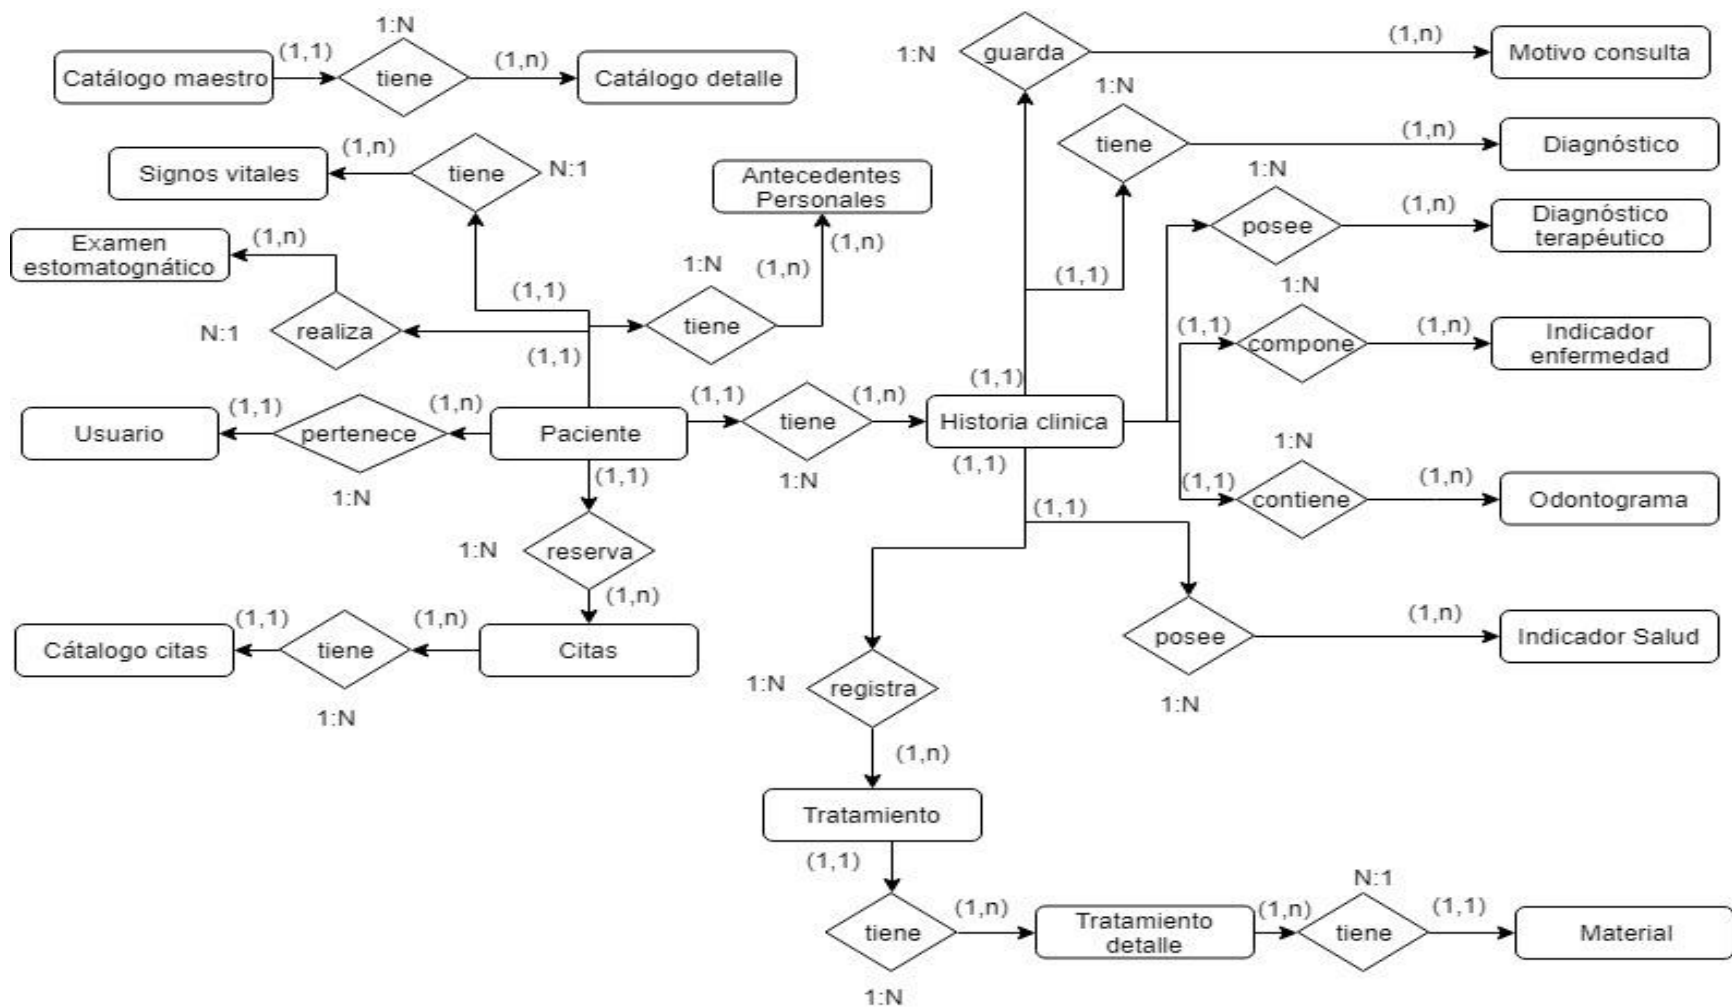 1:N
(1,1)
(1,n)
Catálogo maestro
tiene
Catálogo detalle
1:N
guarda
(1,n)
Motivo consulta
1:N
tiene
(1,n)
Diagnóstico
(1,n)
Signos vitales
tiene
N:1
Antecedentes
Personales
1:N
posee
(1,n)
Diagnóstico
terapéutico
Examen
estomatognático
(1,n)
(1,n)
1:N
(1,n)
(1,1)
(1,1)
N:1
realiza
tiene
(1,1)
1:N
(1,1)
compone
(1,n)
Indicador
enfermedad
Usuario
(1,1)
pertenece
(1,n)
1:N
Paciente
(1,1)
tiene
(1,n)
1:N
(1,1)
Historia clinica
(1,1)
1:N
(1,1)
contiene
(1,n)
Odontograma
(1,1)
1:N
reserva
(1,n)
(1,1)
Cátalogo citas
(1,1)
tiene
(1,n)
Citas
1:N
posee
(1,n)
Indicador Salud
1:N
1:N
registra
(1,n)
Tratamiento
(1,1)
tiene
(1,n)
1:N
Tratamiento
detalle
(1,n)
N:1
tiene
(1,1)
Material